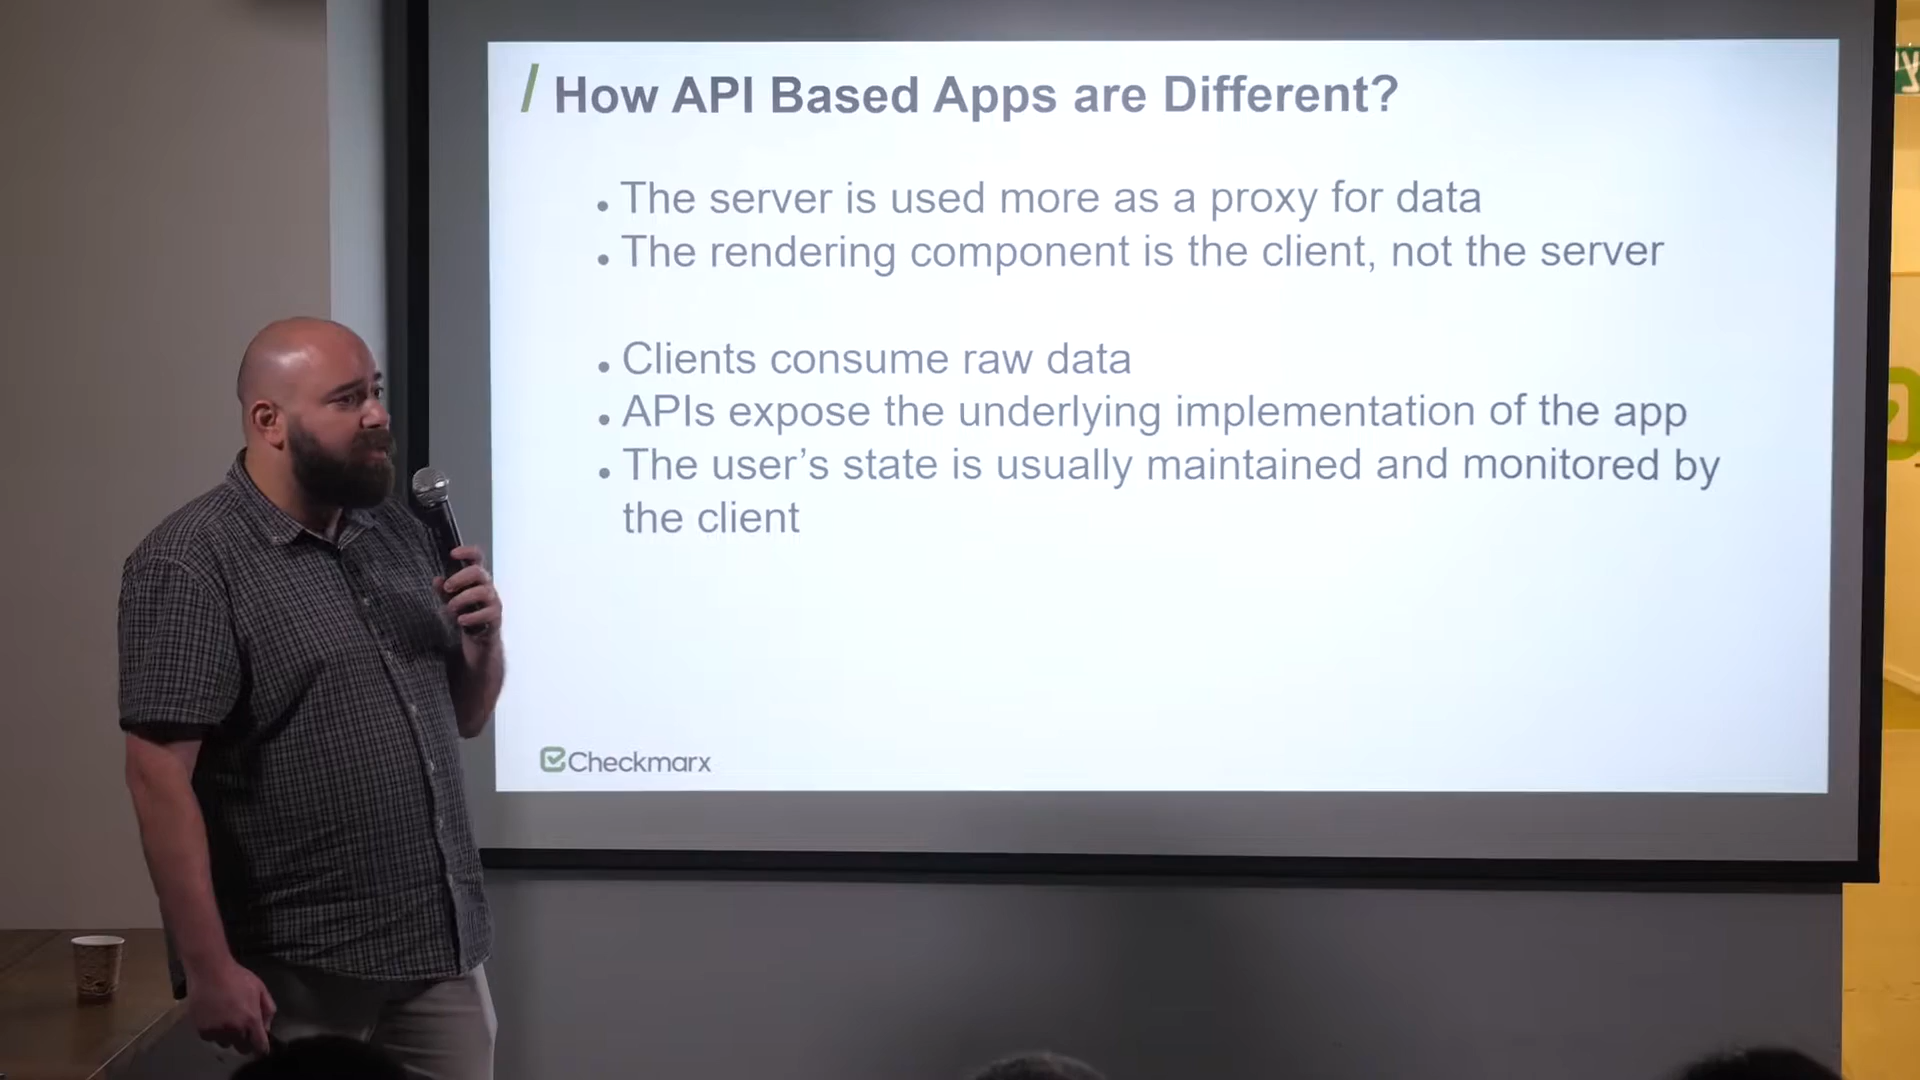 / How API Based Apps are Different?
• The server is used more as a proxy for data
• The rendering component is the client, not the server
• Clients consume raw data
• APIs expose the underlying implementation of the app
• The user’s state is usually maintained and monitored by
the client
Checkmarx